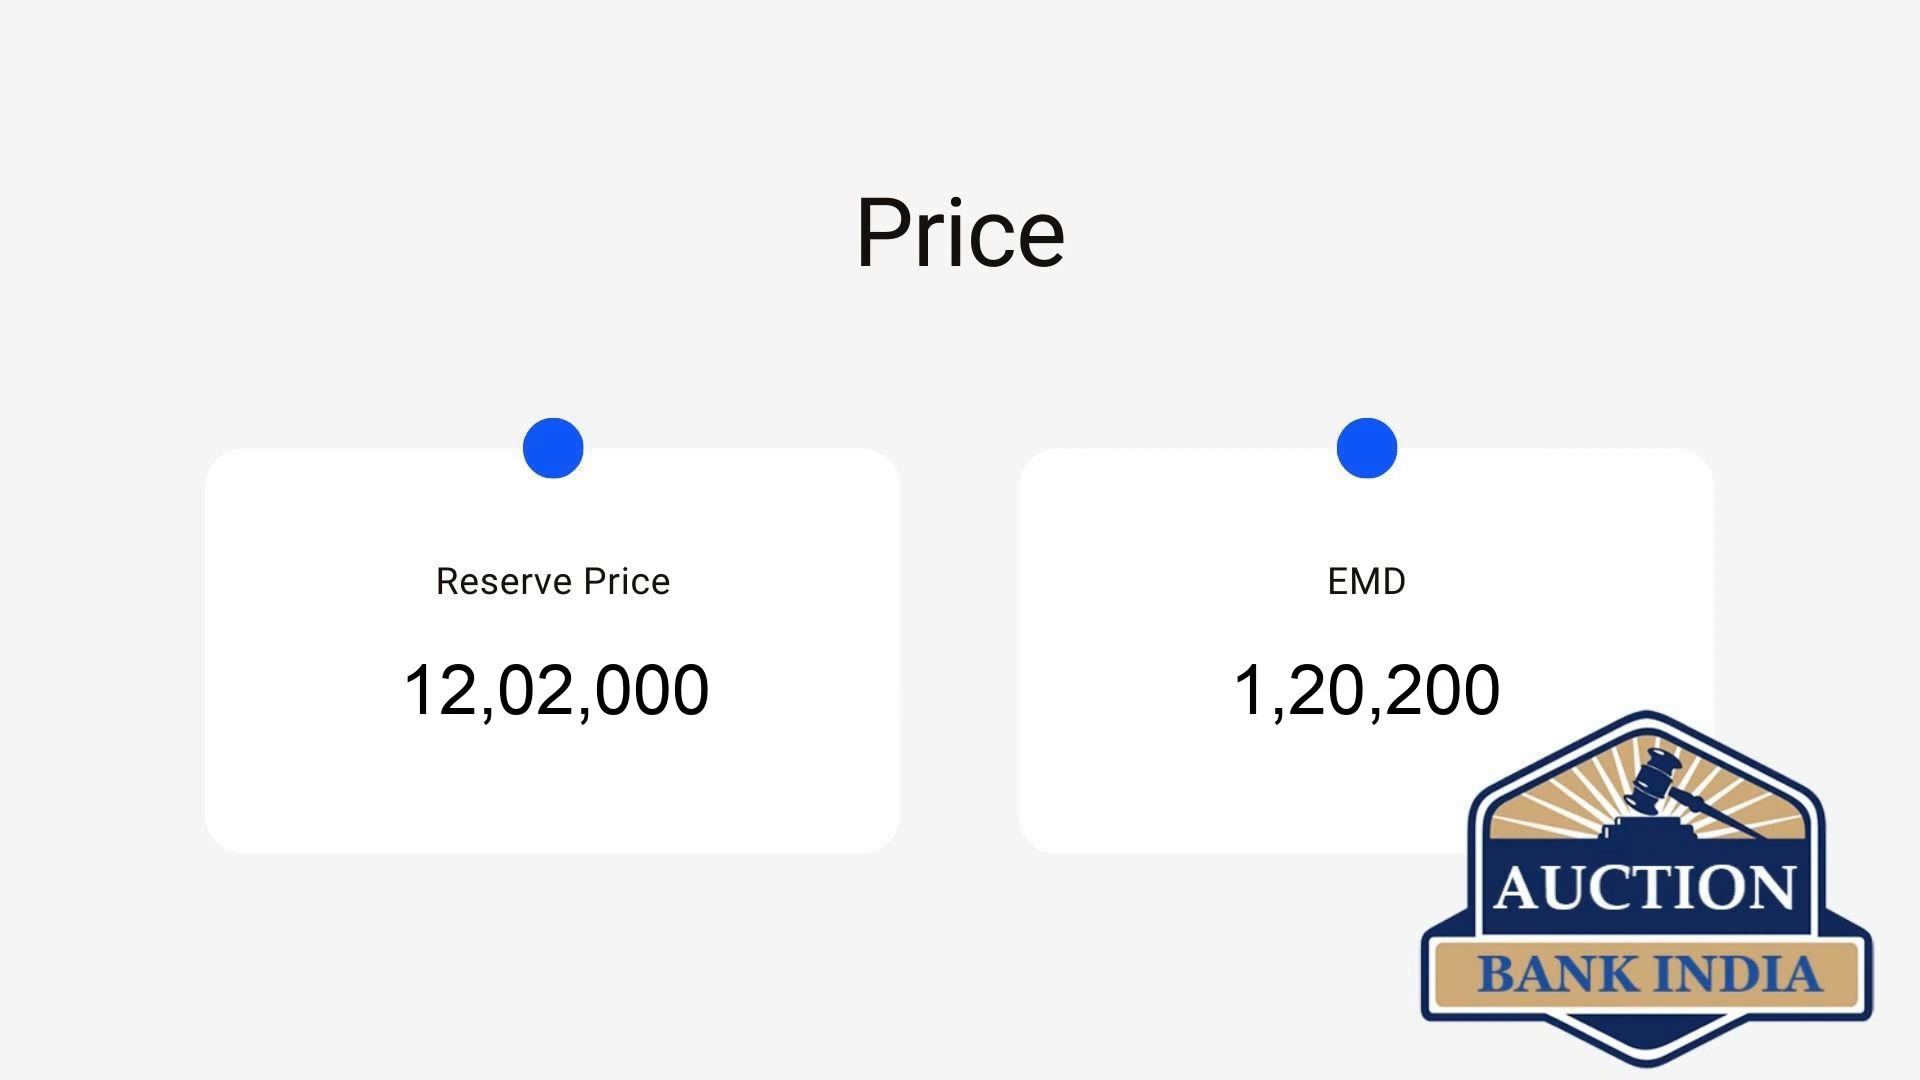 Price
Reserve Price
12,02,000
EMD
1,20,200
AUCTION
BANK INDIA